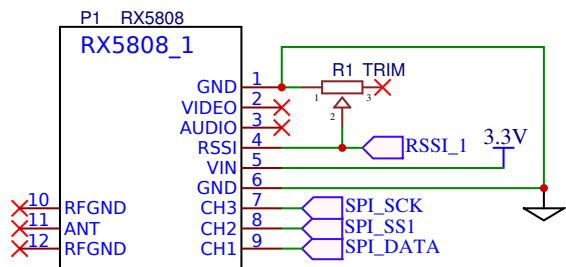 P1 RX5808
RX5808_1
R1 TRIM
GND 1
1 3
VIDEO 2
2
AUDIO 3
RSSI 4 RSSI_1
3.3V
VIN 5
GND 6
10 RFGND CH3 7 SPI_SCK
11 ANT CH2 8 SPI_SS1
12 RFGND CH1 9 SPI_DATA